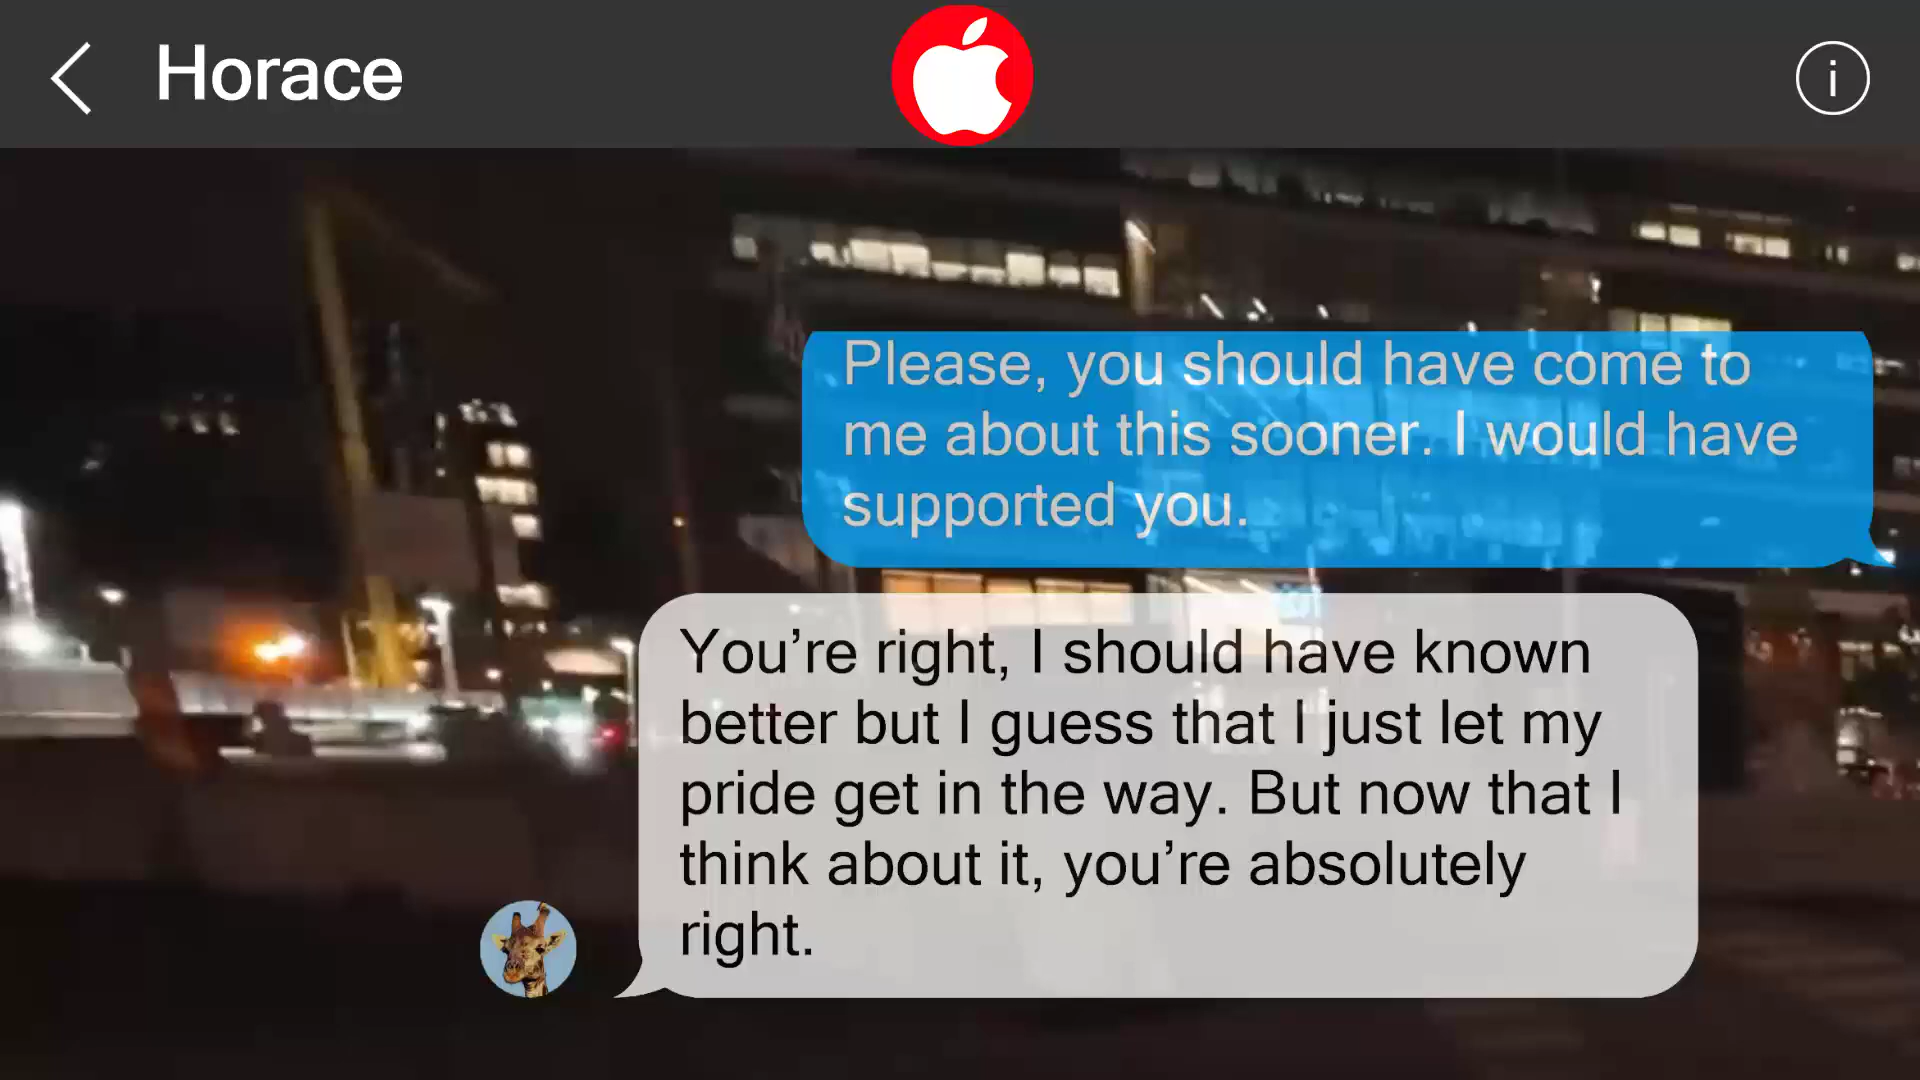 Horace
i
Please, you should have come to
me about this sooner. I would have
supported you.
You’re right, I should have known
better but I guess that I just let my
pride get in the way. But now that I
think about it, you’re absolutely
right.